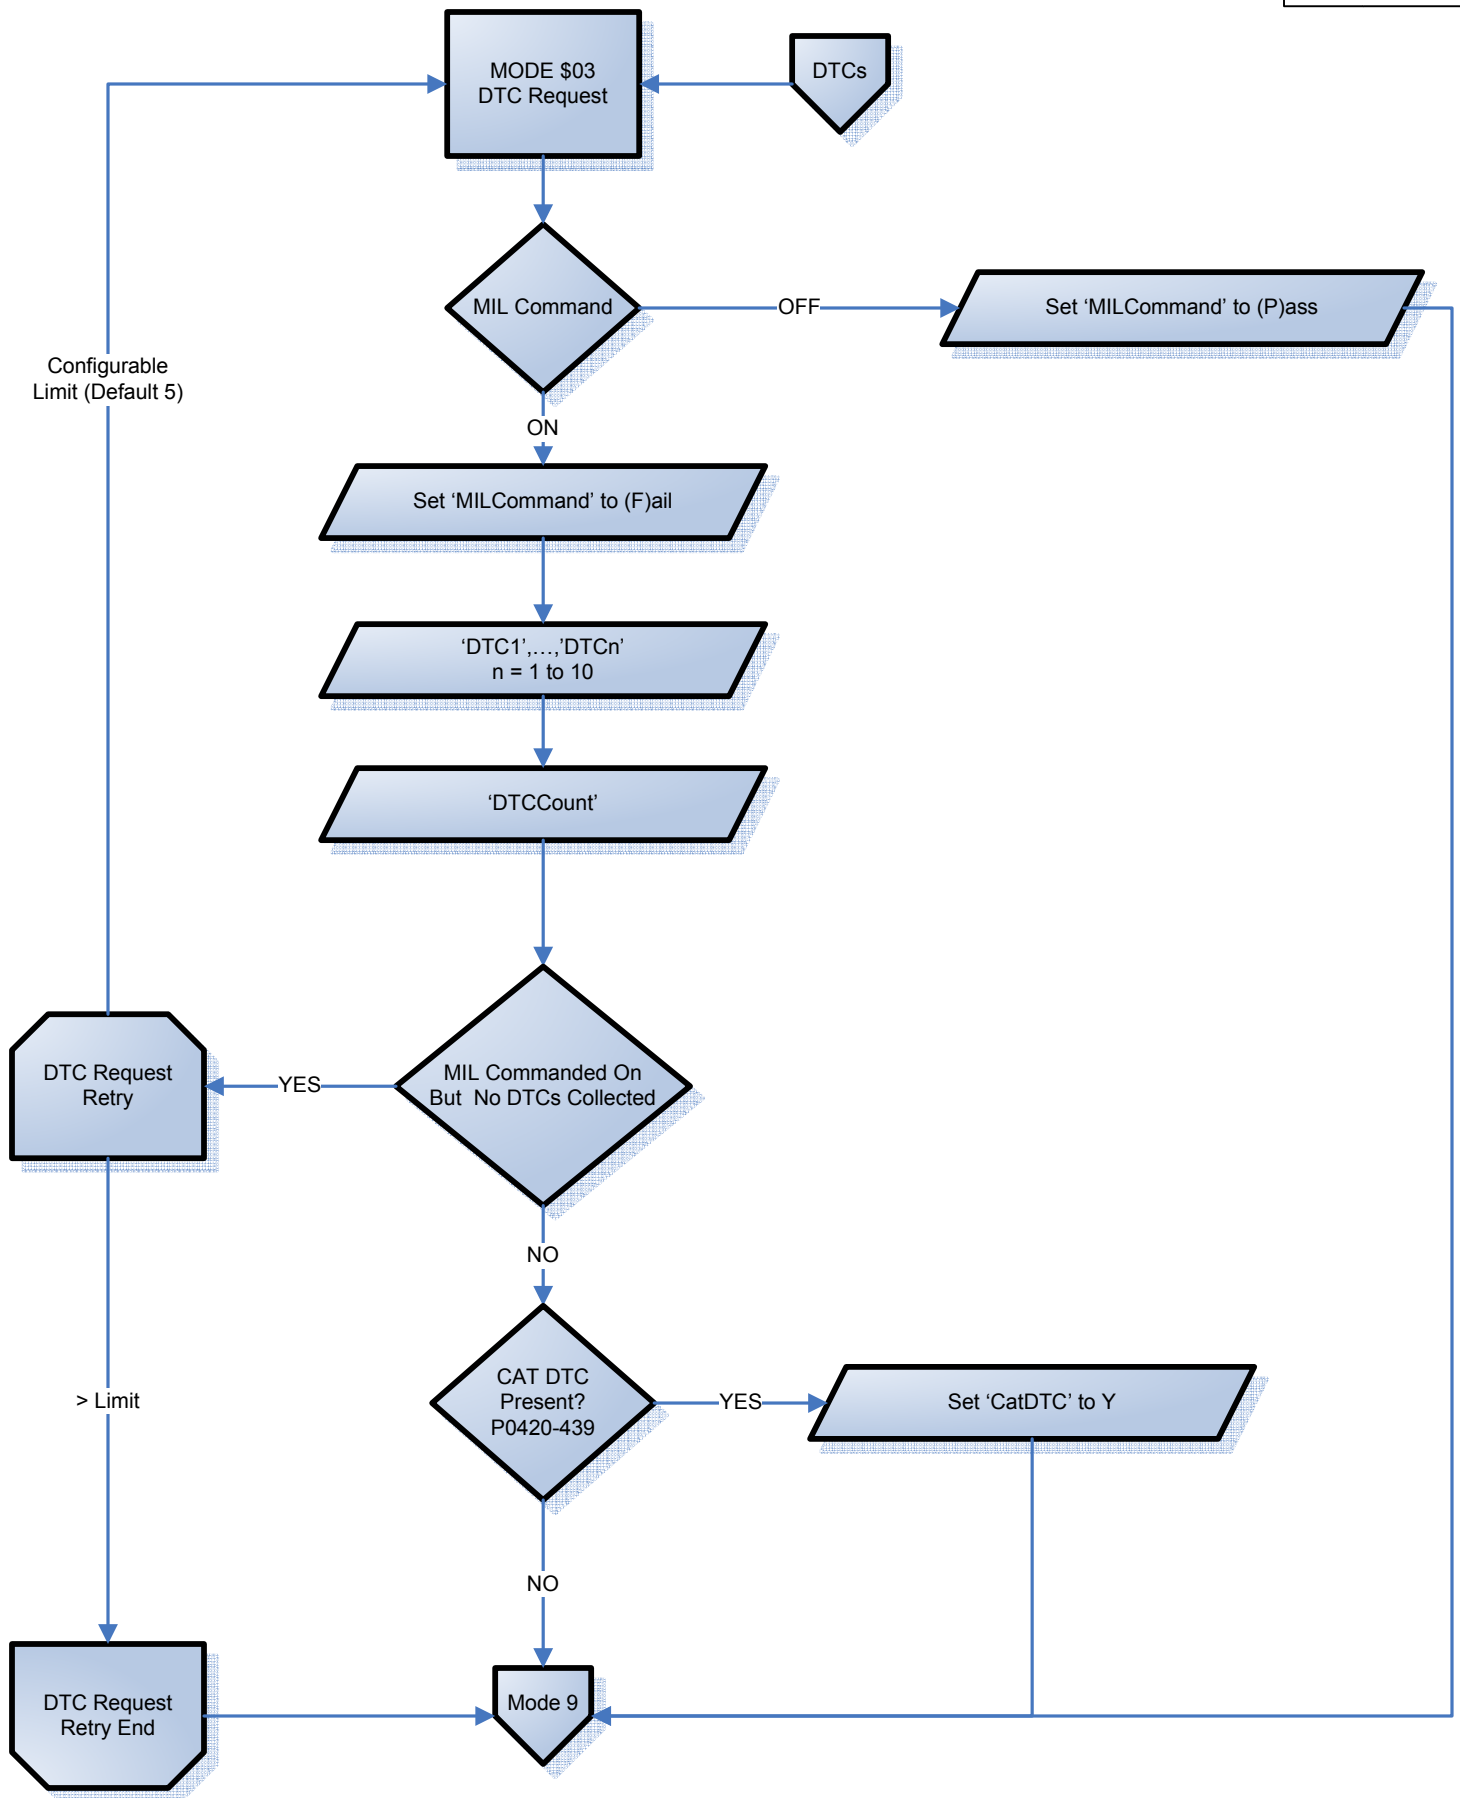 MODE $03
DTC Request
DTCs
MIL Command
OFF
Set ‘MILCommand’ to (P)ass
Configurable
Limit (Default 5)
ON
Set ‘MILCommand’ to (F)ail
‘DTC1’,…,’DTCn’
n = 1 to 10
‘DTCCount’
DTC Request
Retry
YES
MIL Commanded On
But  No DTCs Collected
NO
> Limit
CAT DTC
Present?
P0420-439
YES
Set ‘CatDTC’ to Y
NO
DTC Request
Retry End
Mode 9